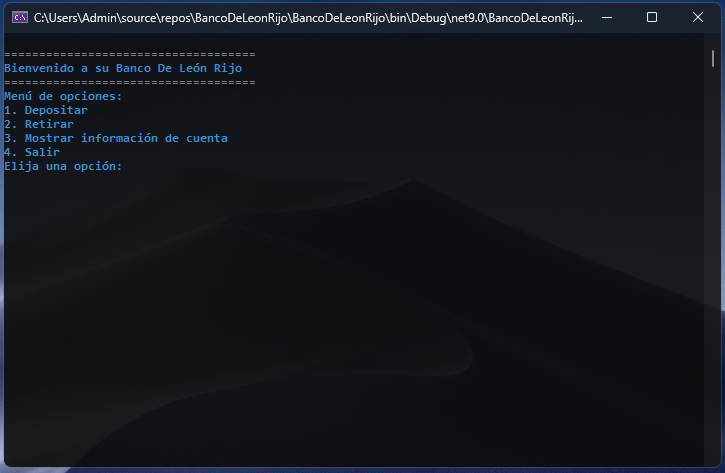 C:\Users\Admin\source\repos\BancoDeLeonRijo\BancoDeLeonRijo\bin\Debug\net9.0\BancoDeLeonRij...
====================================
Bienvenido a su Banco De León Rijo
====================================
Menú de opciones:
1. Depositar
2. Retirar
3. Mostrar información de cuenta
4. Salir
Elija una opción: